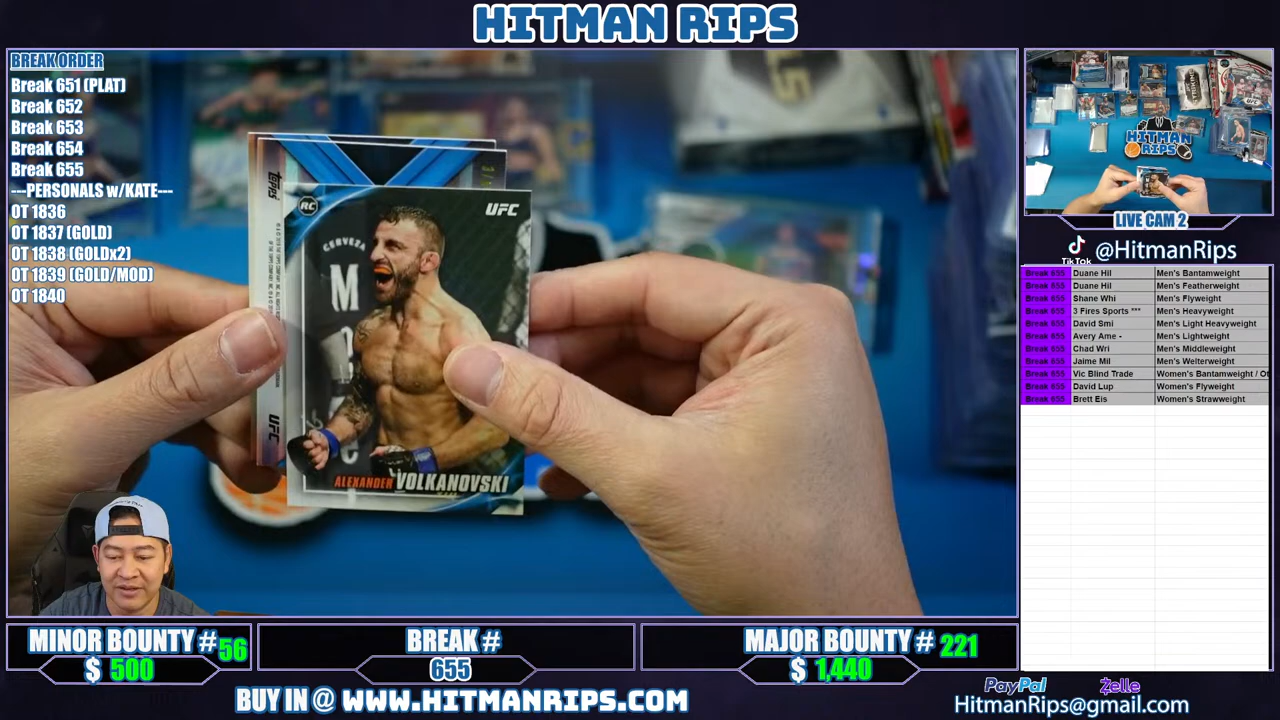 HITMAN RIPS
BREAK ORDER
Break 651 (PLAT)
Break 652
Break 653
Break 654
Break 655
---PERSONALS w/KATE---
OT 1836
OT 1837 (GOLD)
OT 1838 (GOLDx2)
OT 1839 (GOLD/MOD)
OT 1840
topps
UFC
RC
UFC
CERVEZA
M
ALEXANDER VOLKANOVSKI
HITMAN
RIPS
LIVE CAM 2
TikTok
@HitmanRips
Break 655 Duane Hil Men's Bantamweight
Break 655 Duane Hil Men's Featherweight
Break 655 Shane Whi Men's Flyweight
Break 655 3 Fires Sports *** Men's Heavyweight
Break 655 David Smi Men's Light Heavyweight
Break 655 Avery Ame - Men's Lightweight
Break 655 Chad Wri Men's Middleweight
Break 655 Jaime Mil Men's Welterweight
Break 655 Vic Blind Trade Women's Bantamweight / Ot
Break 655 David Lup Women's Flyweight
Break 655 Brett Eis Women's Strawweight
MINOR BOUNTY # 56
$ 500
BREAK #
655
MAJOR BOUNTY # 221
$ 1,440
BUY IN @ WWW.HITMANRIPS.COM
PayPal
Zelle
HitmanRips@gmail.com